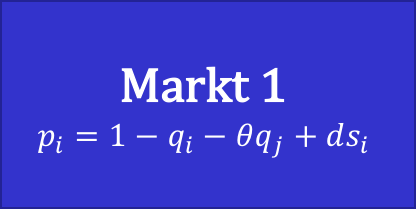 Markt 1
pᵢ = 1 − qᵢ − θqⱼ + dsᵢ